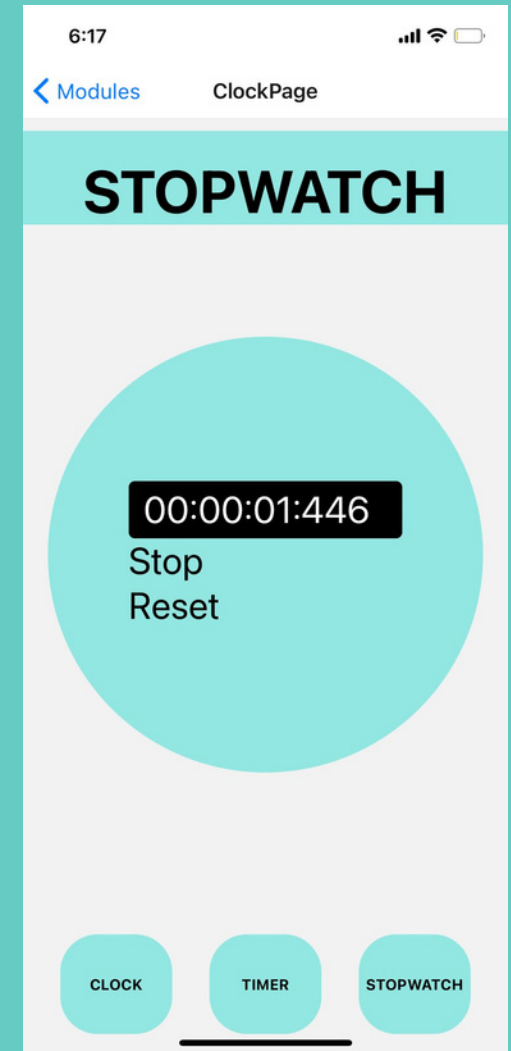 6:17
Modules ClockPage
STOPWATCH
00:00:01:446
Stop
Reset
CLOCK TIMER STOPWATCH